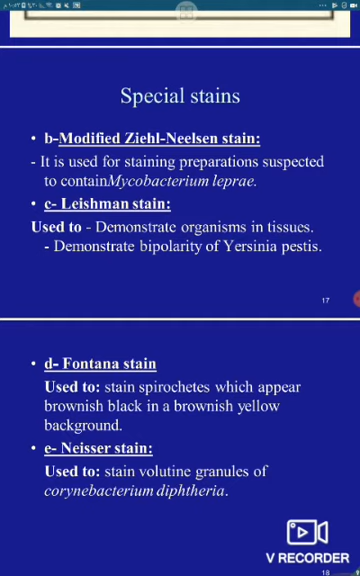 Special stains
• b-Modified Ziehl-Neelsen stain:
- It is used for staining preparations suspected
to containMycobacterium leprae.
• c- Leishman stain:
Used to - Demonstrate organisms in tissues.
- Demonstrate bipolarity of Yersinia pestis.
17
• d- Fontana stain
Used to: stain spirochetes which appear
brownish black in a brownish yellow
background.
• e- Neisser stain:
Used to: stain volutine granules of
corynebacterium diphtheria.
V RECORDER
18